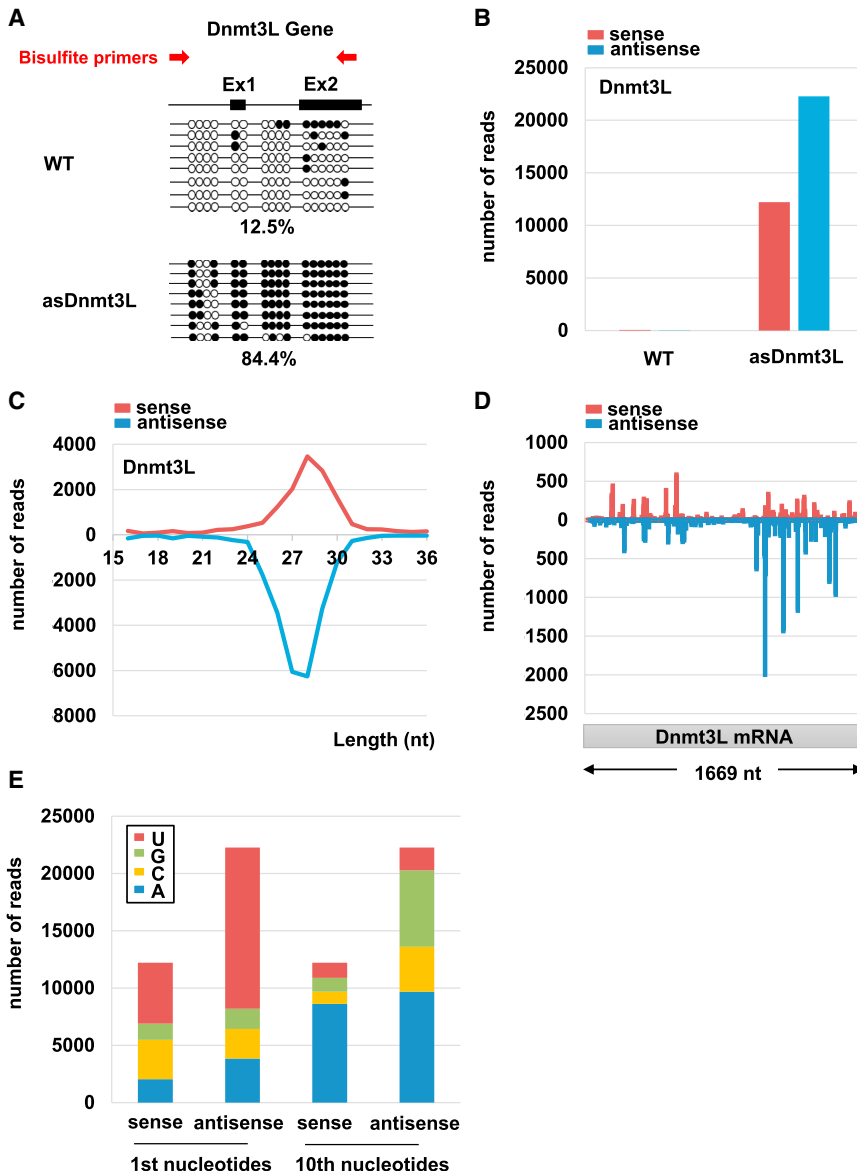 A
Dnmt3L Gene
Bisulfite primers
Ex1 Ex2
WT
12.5%
asDnmt3L
84.4%
B
sense
antisense
Dnmt3L
number of reads
25000
20000
15000
10000
5000
0
WT asDnmt3L
C
sense
antisense
Dnmt3L
number of reads
4000
2000
0
2000
4000
6000
8000
15 18 21 24 27 30 33 36
Length (nt)
D
sense
antisense
number of reads
1000
500
0
500
1000
1500
2000
2500
Dnmt3L mRNA
1669 nt
E
number of reads
25000
20000
15000
10000
5000
0
U
G
C
A
sense antisense sense antisense
1st nucleotides 10th nucleotides